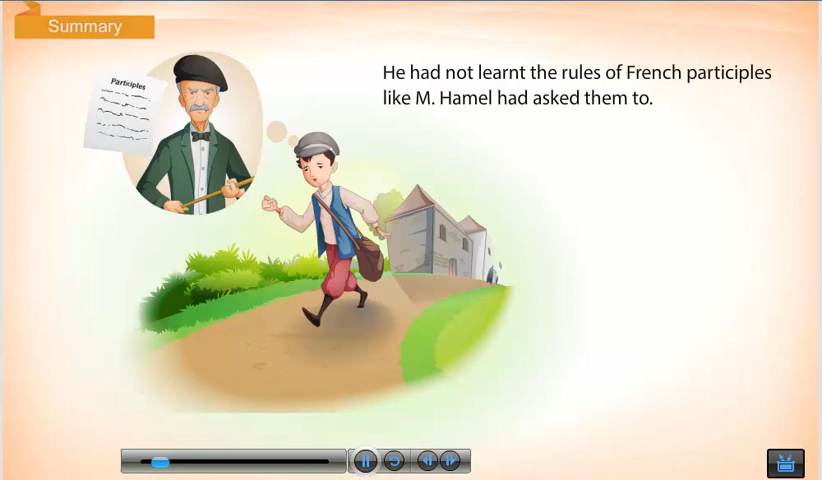 Summary
Participles
He had not learnt the rules of French participles
like M. Hamel had asked them to.